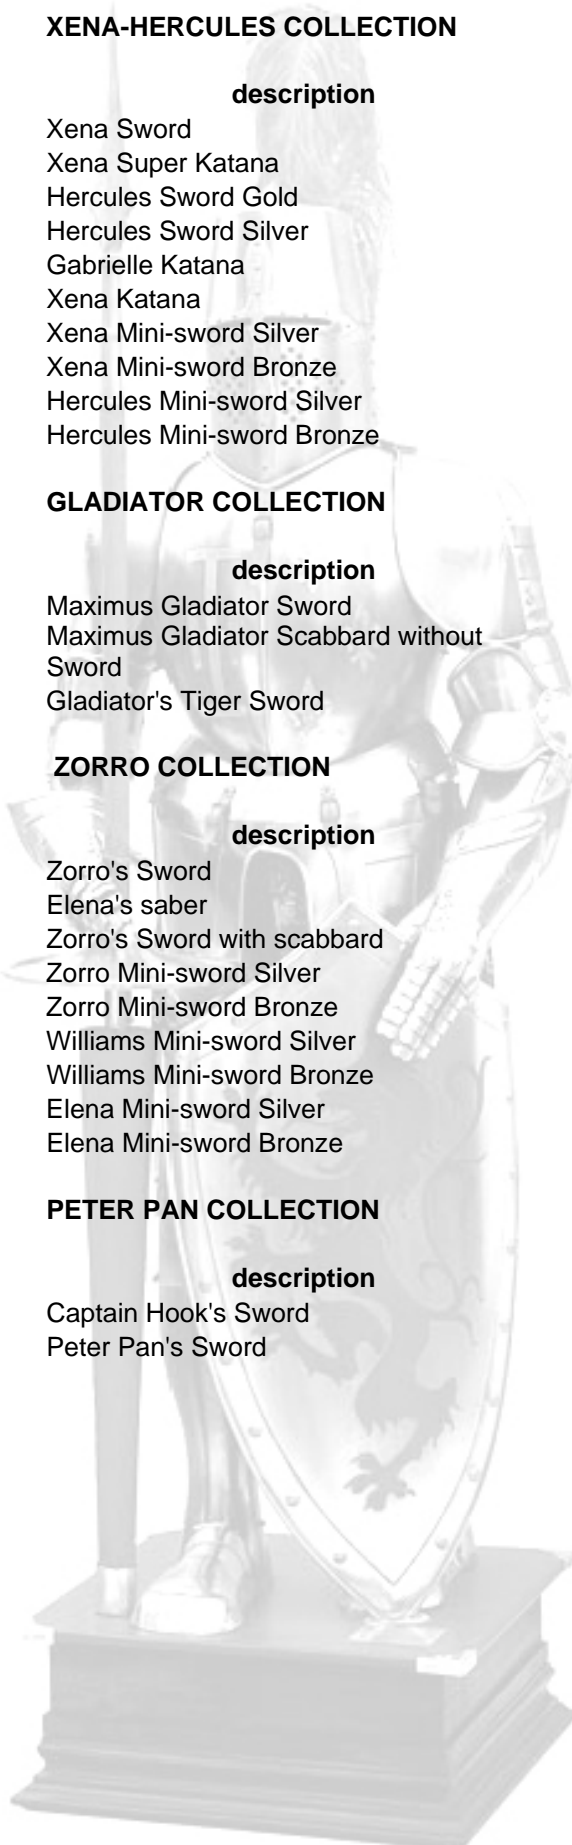 XENA-HERCULES COLLECTION
description
Xena Sword
Xena Super Katana
Hercules Sword Gold
Hercules Sword Silver
Gabrielle Katana
Xena Katana
Xena Mini-sword Silver
Xena Mini-sword Bronze
Hercules Mini-sword Silver
Hercules Mini-sword Bronze
GLADIATOR COLLECTION
description
Maximus Gladiator Sword
Maximus Gladiator Scabbard without
Sword
Gladiator's Tiger Sword
ZORRO COLLECTION
description
Zorro's Sword
Elena's saber
Zorro's Sword with scabbard
Zorro Mini-sword Silver
Zorro Mini-sword Bronze
Williams Mini-sword Silver
Williams Mini-sword Bronze
Elena Mini-sword Silver
Elena Mini-sword Bronze
PETER PAN COLLECTION
description
Captain Hook's Sword
Peter Pan's Sword